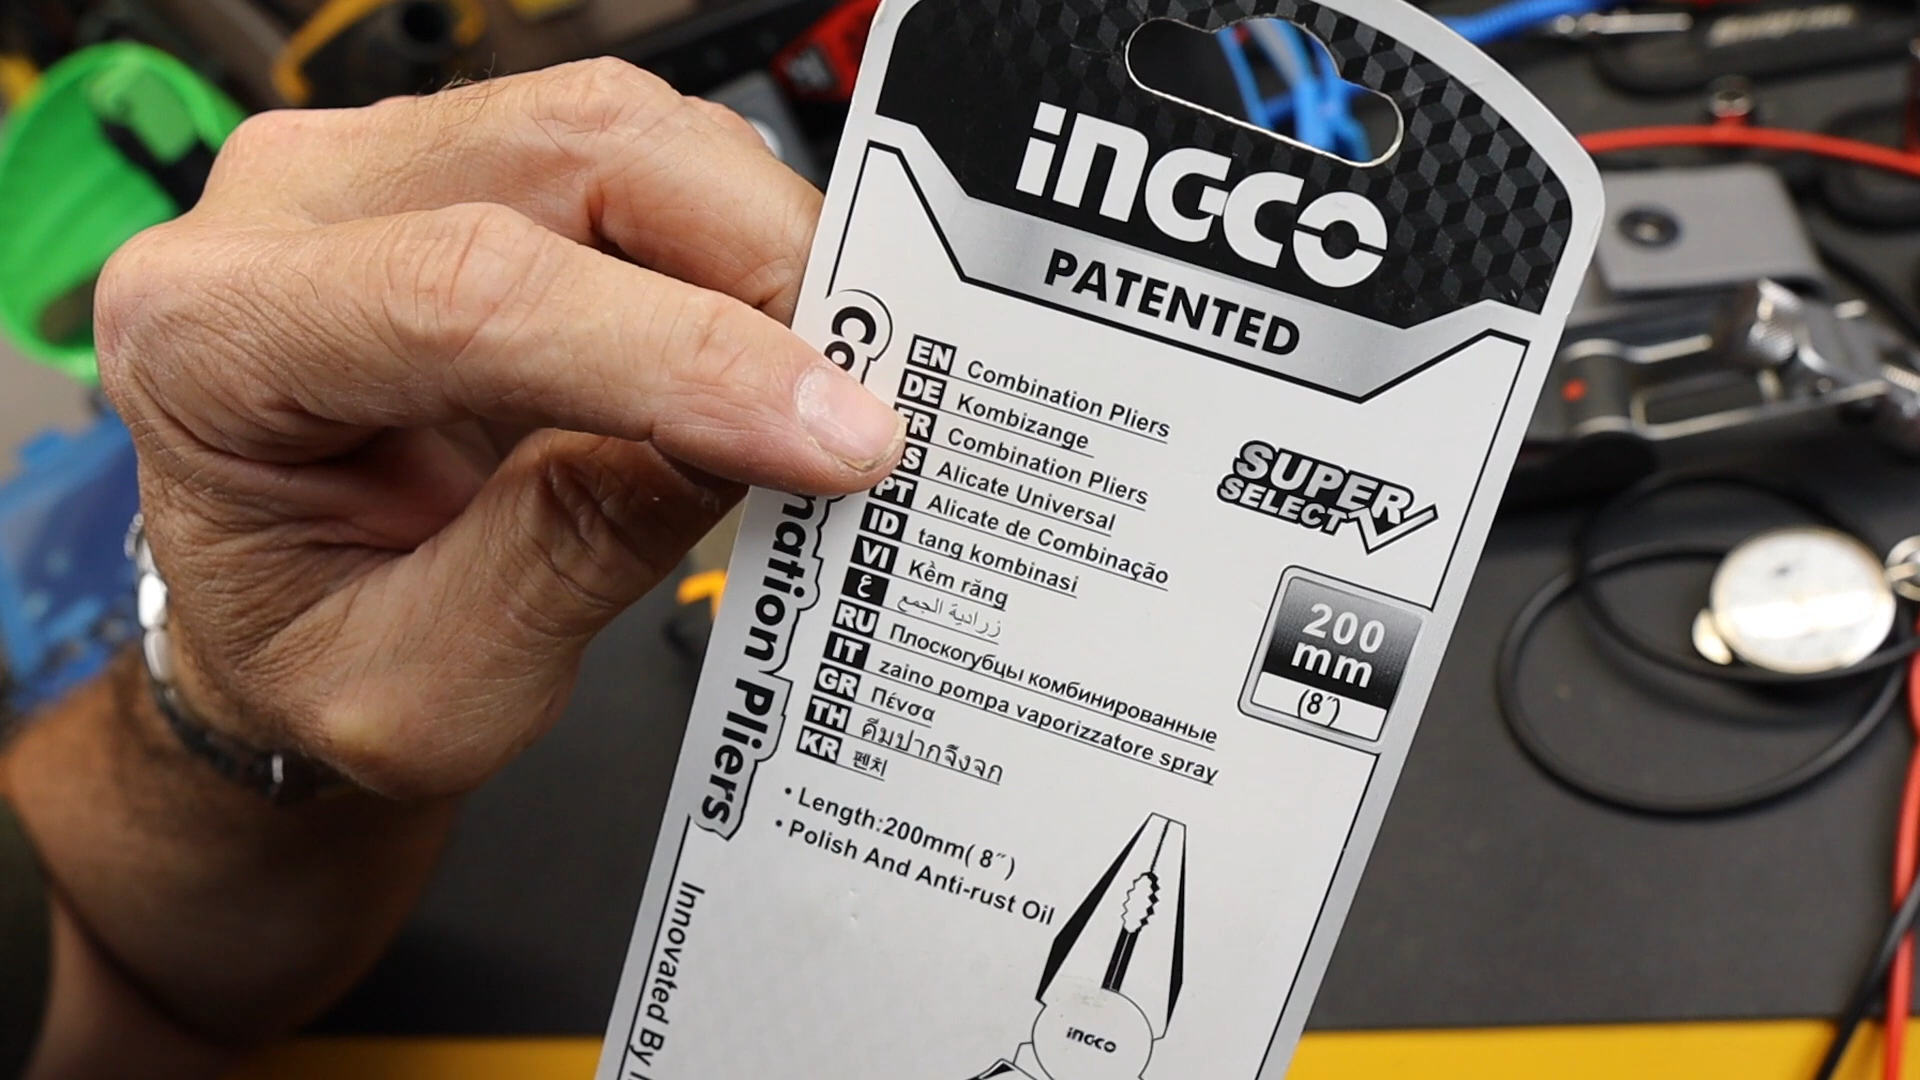 INGCO
PATENTED
EN Combination Pliers
DE Kombizange
FR Combination Pliers
Alicate Universal
PT Alicate de Combinação
ID tang kombinasi
VI Kềm răng
ع زرادية الجمع
RU Плоскогубцы комбинированные
IT zaino pompa vaporizzatore spray
GR Πένσα
TH คีมปากจิ้งจก
KR 펜치
SUPER
SELECT
200
mm
(8″)
• Length:200mm( 8″ )
• Polish And Anti-rust Oil
Pliers
Innovated By
INGCO